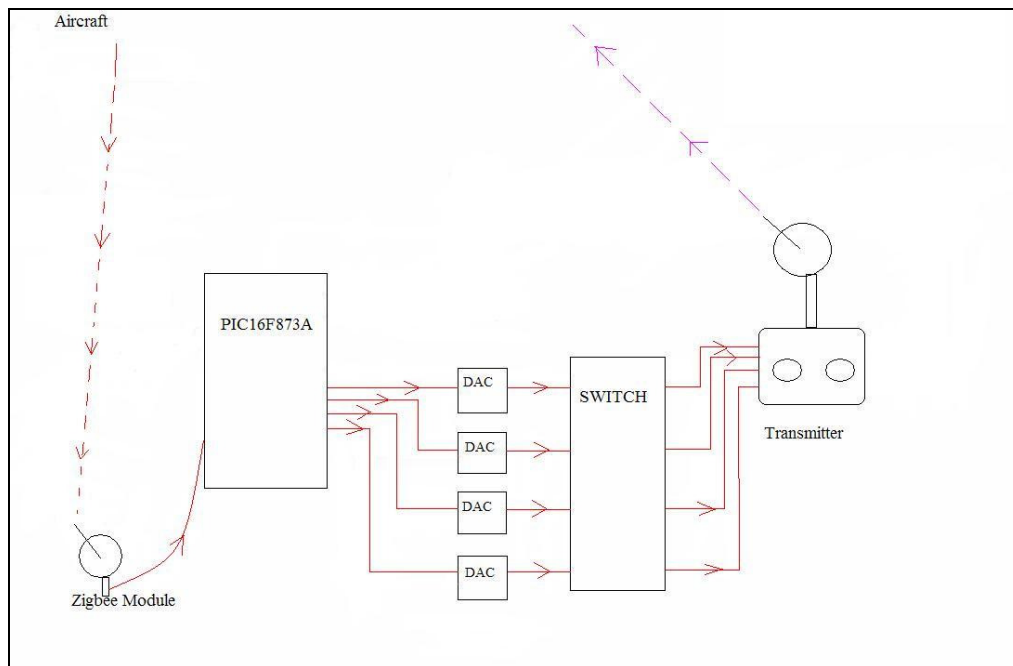 Aircraft
PIC16F873A
DAC
SWITCH
DAC
DAC
DAC
Transmitter
Zigbee Module